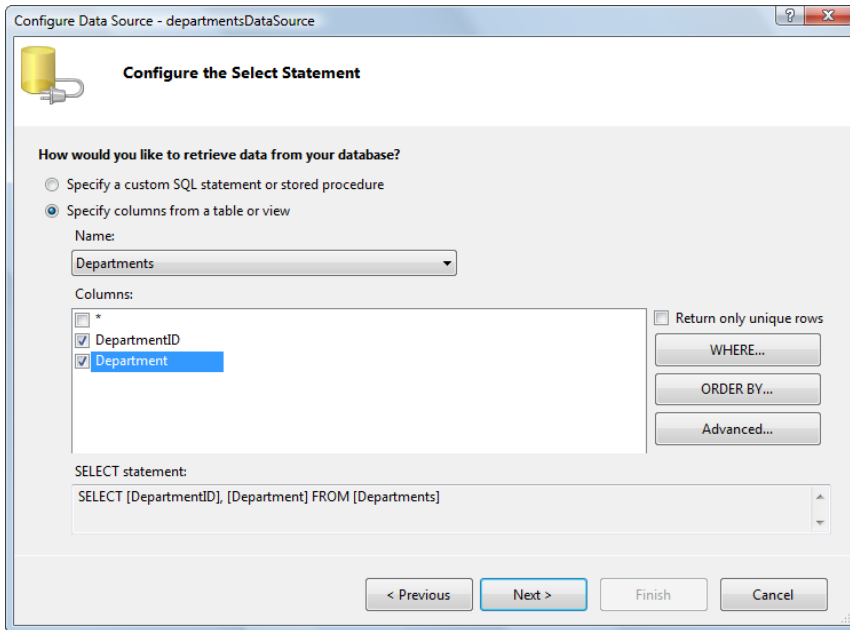 Configure Data Source - departmentsDataSource
Configure the Select Statement
How would you like to retrieve data from your database?
Specify a custom SQL statement or stored procedure
Specify columns from a table or view
Name:
Departments
Columns:
*
Return only unique rows
DepartmentID
WHERE...
Department
ORDER BY...
Advanced...
SELECT statement:
SELECT [DepartmentID], [Department] FROM [Departments]
< Previous Next > Finish Cancel